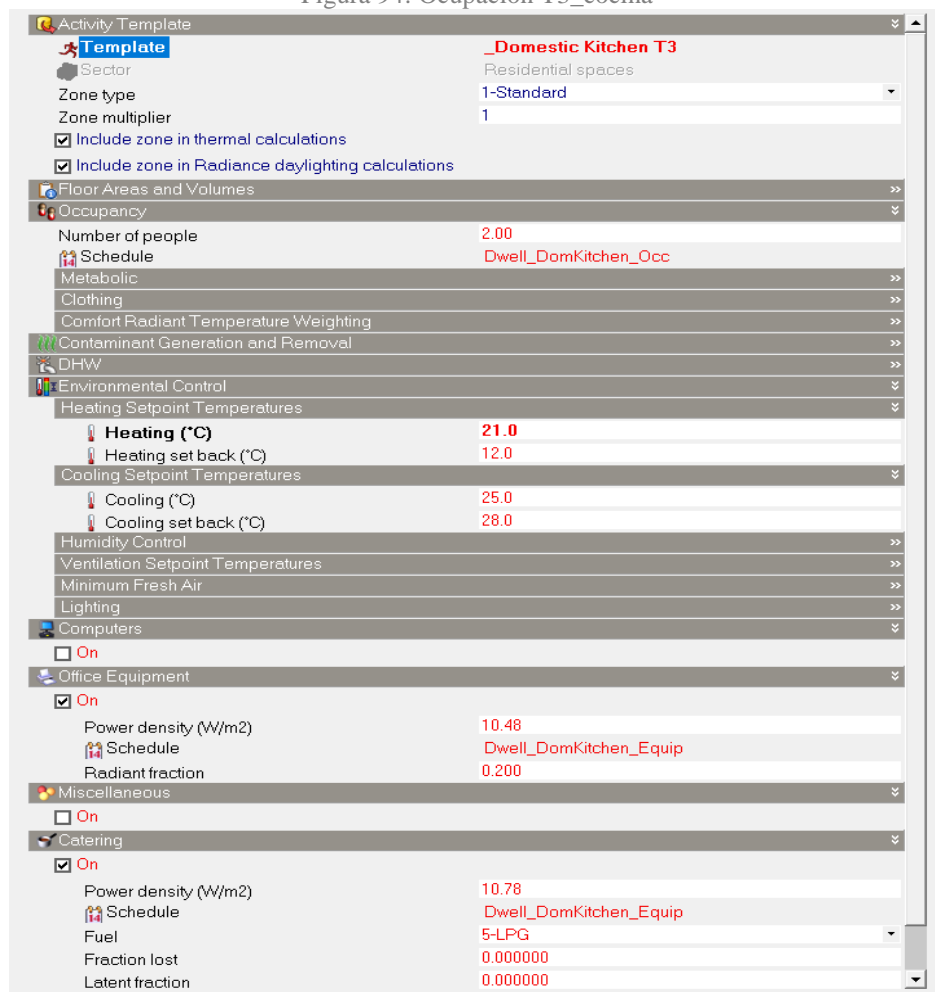 Figura 94. Ocupación T3_cocina
Activity Template
Template _Domestic Kitchen T3
Sector Residential spaces
Zone type 1-Standard
Zone multiplier 1
Include zone in thermal calculations
Include zone in Radiance daylighting calculations
Floor Areas and Volumes
Occupancy
Number of people 2.00
Schedule Dwell_DomKitchen_Occ
Metabolic
Clothing
Comfort Radiant Temperature Weighting
Contaminant Generation and Removal
DHW
Environmental Control
Heating Setpoint Temperatures
Heating (°C) 21.0
Heating set back (°C) 12.0
Cooling Setpoint Temperatures
Cooling (°C) 25.0
Cooling set back (°C) 28.0
Humidity Control
Ventilation Setpoint Temperatures
Minimum Fresh Air
Lighting
Computers
On
Office Equipment
On
Power density (W/m2) 10.48
Schedule Dwell_DomKitchen_Equip
Radiant fraction 0.200
Miscellaneous
On
Catering
On
Power density (W/m2) 10.78
Schedule Dwell_DomKitchen_Equip
Fuel 5-LPG
Fraction lost 0.000000
Latent fraction 0.000000